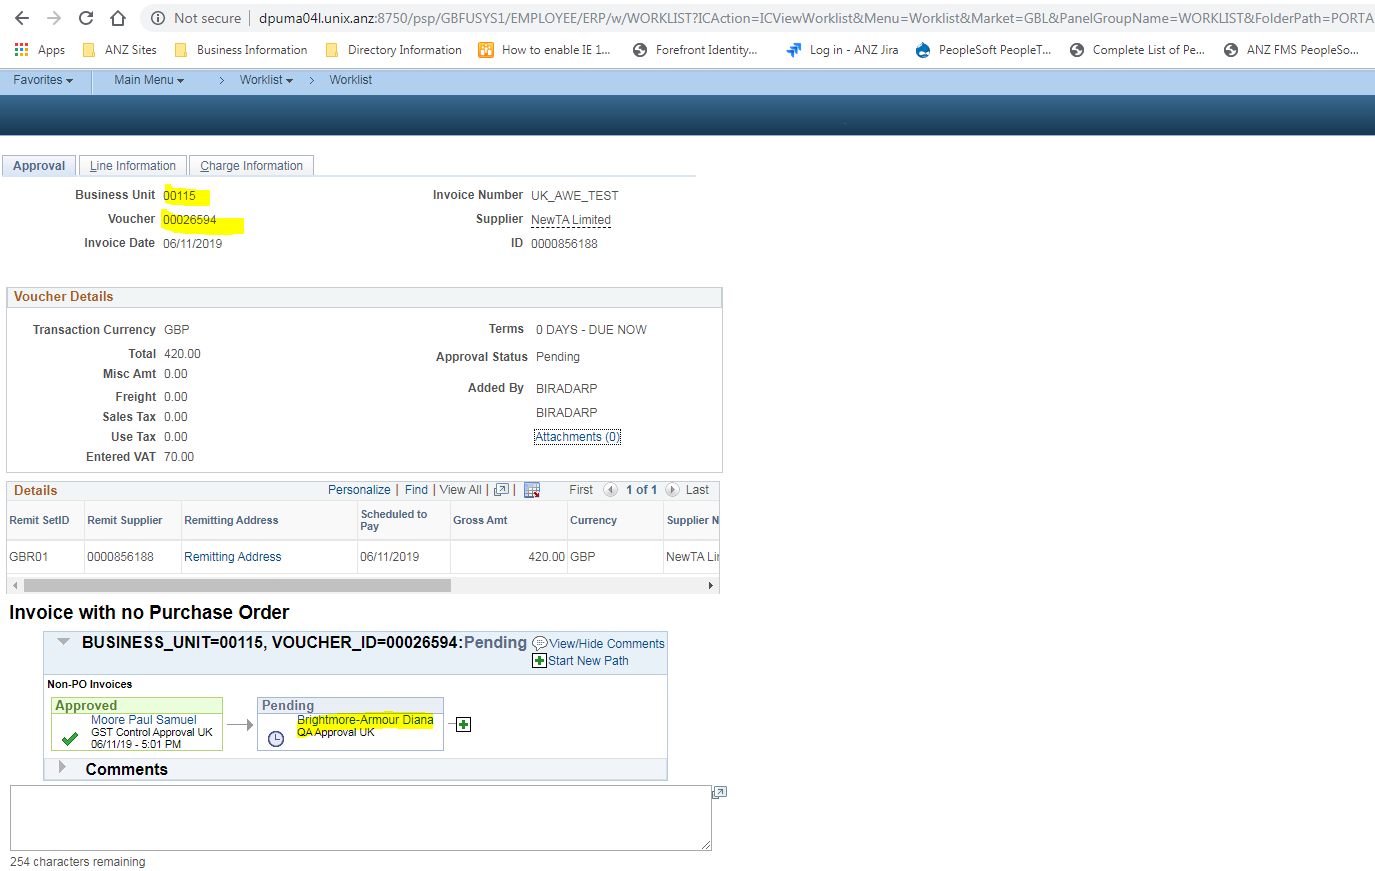 Not secure | dpuma04l.unix.anz:8750/psp/GBFUSYS1/EMPLOYEE/ERP/w/WORKLIST?ICAction=ICViewWorklist&Menu=Worklist&Market=GBL&PanelGroupName=WORKLIST&FolderPath=PORTA
Apps ANZ Sites Business Information Directory Information How to enable IE 1... Forefront Identity... Log in - ANZ Jira PeopleSoft PeopleT... Complete List of Pe... ANZ FMS PeopleSo...
Favorites Main Menu > Worklist > Worklist
Approval Line Information Charge Information
Business Unit 00115 Invoice Number UK_AWE_TEST
Voucher 00026594 Supplier NewTA Limited
Invoice Date 06/11/2019 ID 0000856188
Voucher Details
Transaction Currency GBP Terms 0 DAYS - DUE NOW
Total 420.00 Approval Status Pending
Misc Amt 0.00
Freight 0.00 Added By BIRADARP
Sales Tax 0.00 BIRADARP
Use Tax 0.00 Attachments (0)
Entered VAT 70.00
Details Personalize | Find | View All | | First 1 of 1 Last
Remit SetID Remit Supplier Remitting Address Scheduled to Pay Gross Amt Currency Supplier N
GBR01 0000856188 Remitting Address 06/11/2019 420.00 GBP NewTA Lir
Invoice with no Purchase Order
BUSINESS_UNIT=00115, VOUCHER_ID=00026594:Pending View/Hide Comments
Start New Path
Non-PO Invoices
Approved Pending
Moore Paul Samuel Brightmore-Armour Diana
GST Control Approval UK QA Approval UK
06/11/19 - 5:01 PM
Comments
254 characters remaining